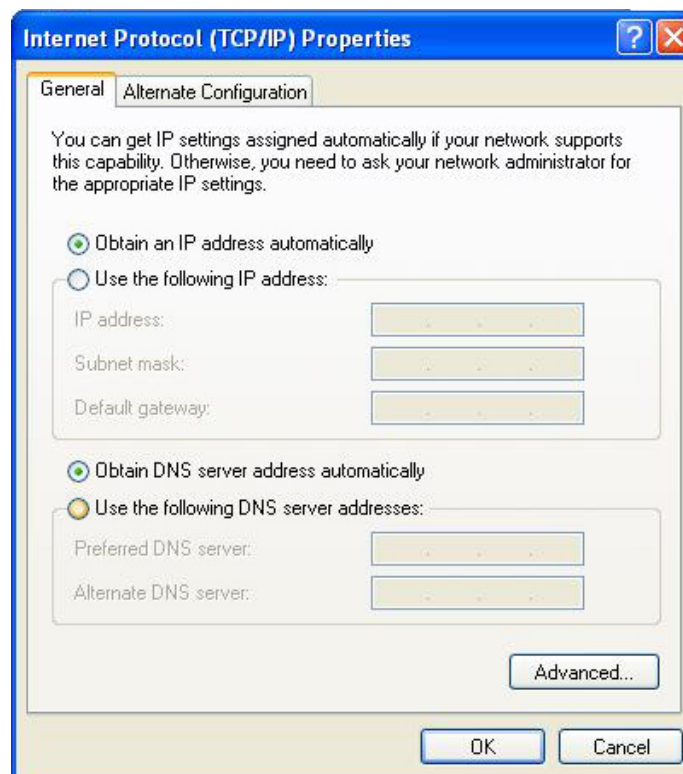 Internet Protocol (TCP/IP) Properties
General
Alternate Configuration
You can get IP settings assigned automatically if your network supports
this capability. Otherwise, you need to ask your network administrator for
the appropriate IP settings.
Obtain an IP address automatically
Use the following IP address:
IP address:
Subnet mask:
Default gateway:
Obtain DNS server address automatically
Use the following DNS server addresses:
Preferred DNS server:
Alternate DNS server:
Advanced...
OK
Cancel